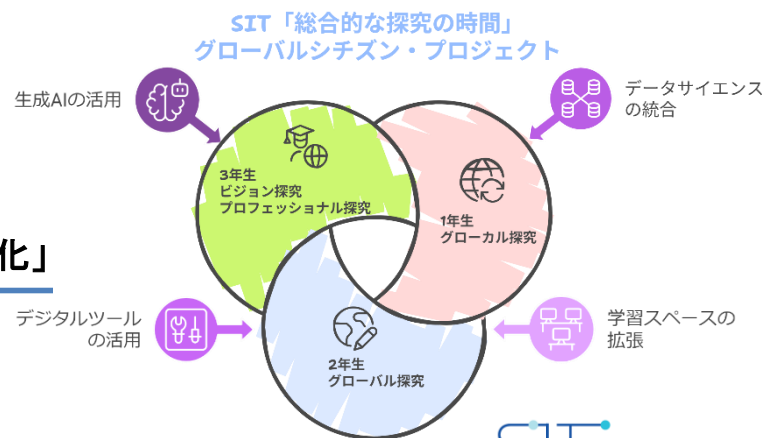 SIT「総合的な探究の時間」
グローバルシチズン・プロジェクト
生成AIの活用
データサイエンス
の統合
3年生
ビジョン探究
プロフェッショナル探究
1年生
グローカル探究
化」
デジタルツール
の活用
学習スペースの
拡張
2年生
グローバル探究